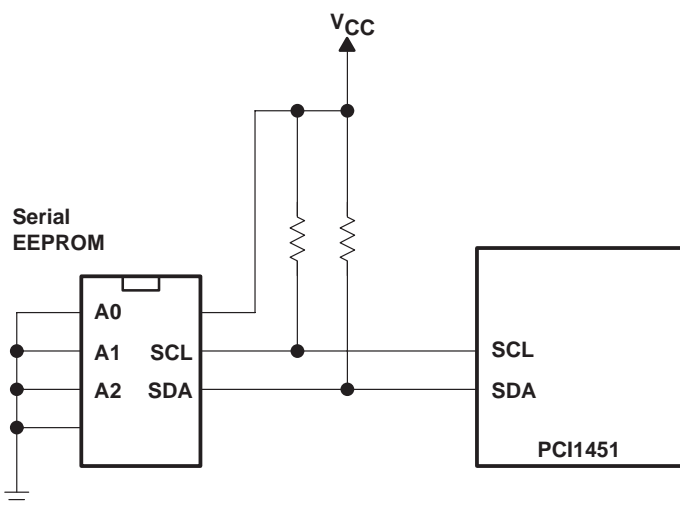 VCC
Serial
EEPROM
A0
A1 SCL
A2 SDA
SCL
SDA
PCI1451